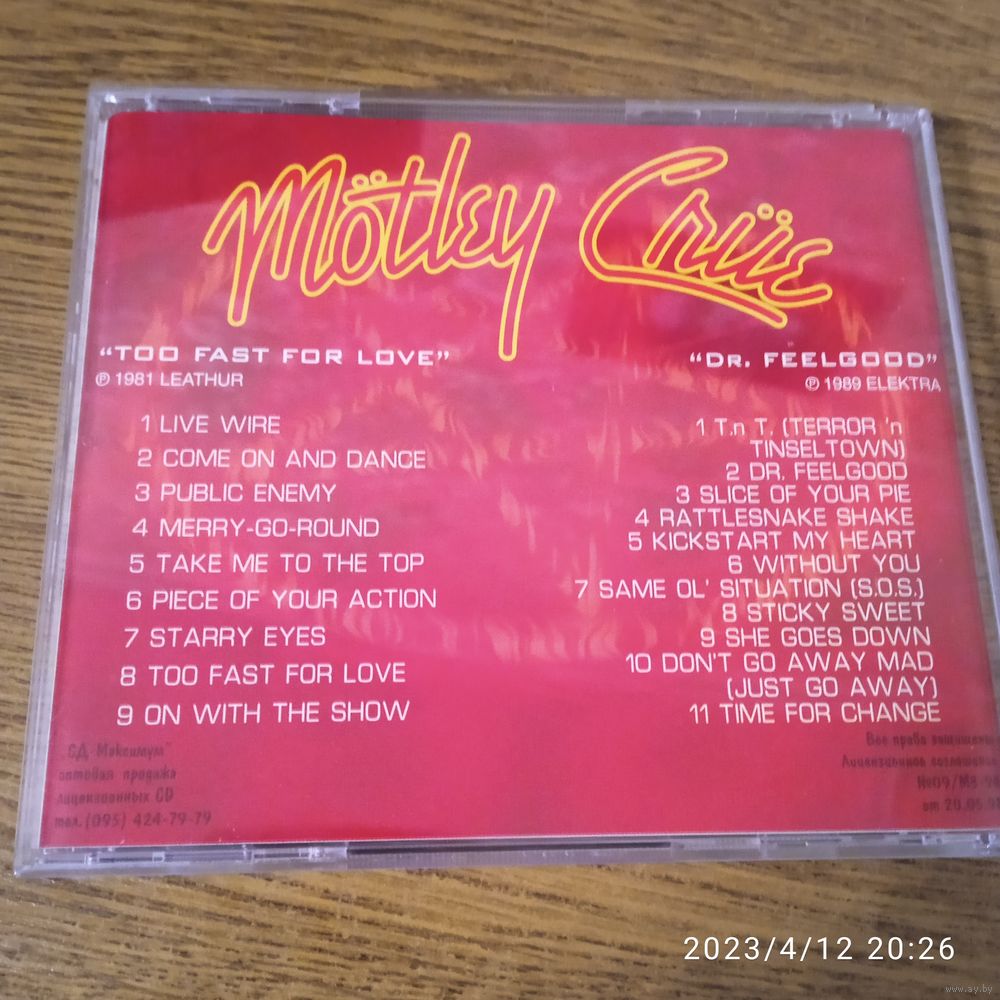 Mötley Crüe
"TOO FAST FOR LOVE"
℗ 1981 LEATHUR
1 LIVE WIRE
2 COME ON AND DANCE
3 PUBLIC ENEMY
4 MERRY-GO-ROUND
5 TAKE ME TO THE TOP
6 PIECE OF YOUR ACTION
7 STARRY EYES
8 TOO FAST FOR LOVE
9 ON WITH THE SHOW
"DR. FEELGOOD"
℗ 1989 ELEKTRA
1 T.n T. (TERROR 'n
TINSELTOWN)
2 DR. FEELGOOD
3 SLICE OF YOUR PIE
4 RATTLESNAKE SHAKE
5 KICKSTART MY HEART
6 WITHOUT YOU
7 SAME OL' SITUATION (S.O.S.)
8 STICKY SWEET
9 SHE GOES DOWN
10 DON'T GO AWAY MAD
(JUST GO AWAY)
11 TIME FOR CHANGE
"СД-Максимум"
оптовая продажа
лицензионных CD
тел. (095) 424-79-79
Все права защищены
Лицензионное соглашение
от 20.05
2023/4/12 20:26
www.ay.by